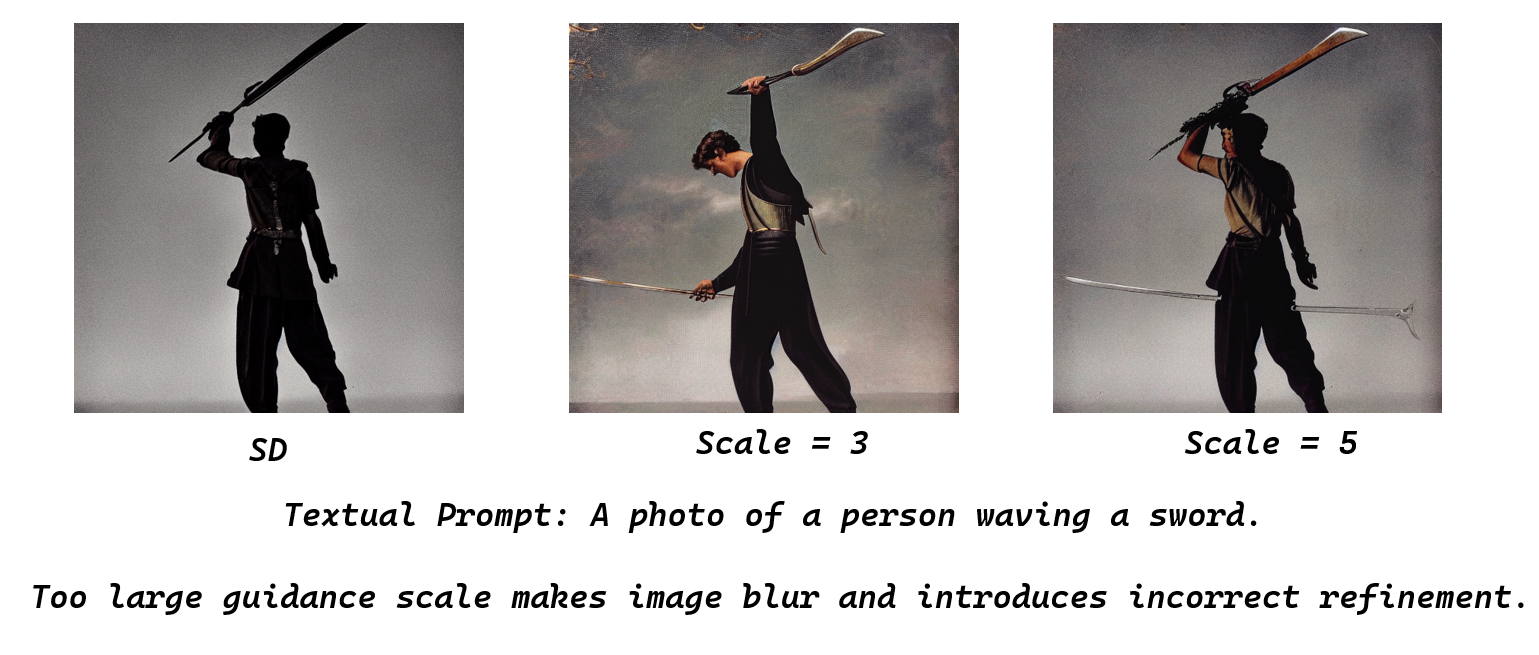 SD
Scale = 3
Scale = 5
Textual Prompt: A photo of a person waving a sword.
Too large guidance scale makes image blur and introduces incorrect refinement.